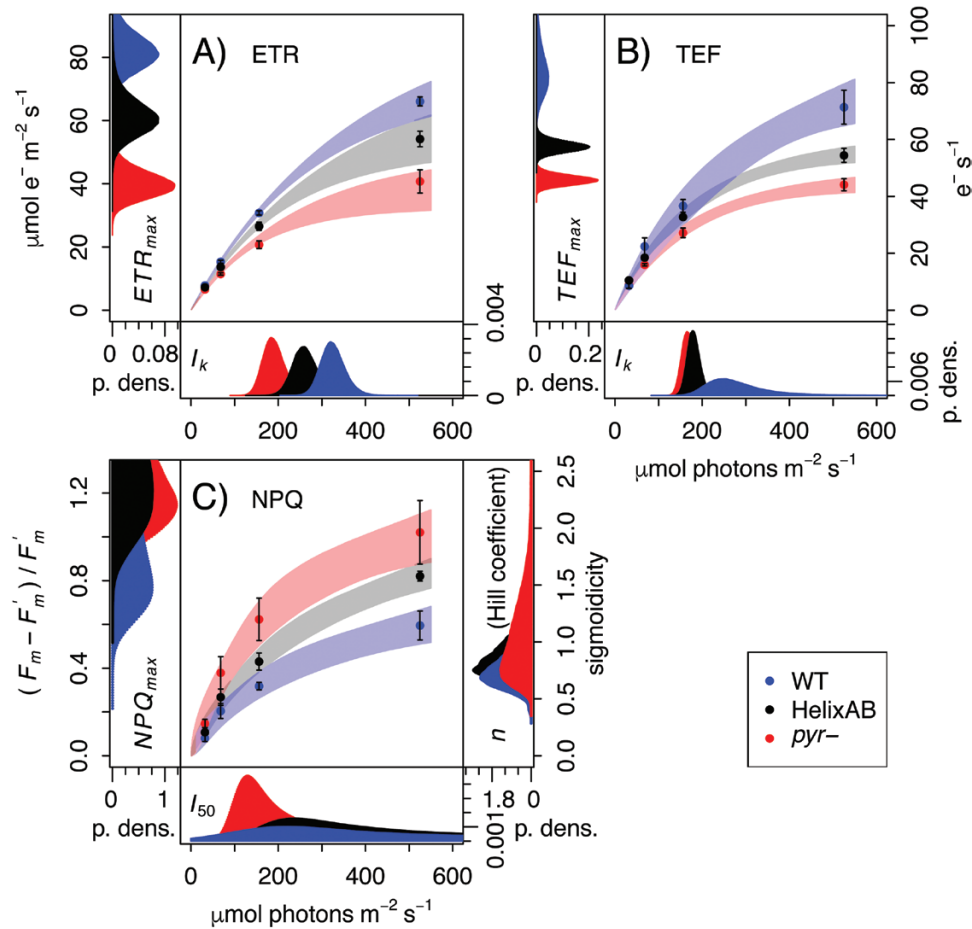 A) ETR
μmol e⁻ m⁻² s⁻¹
0 20 40 60 80
ETRmax
0 0.08
p. dens.
Ik
0 0.004
0 200 400 600
B) TEF
e⁻ s⁻¹
0 20 40 60 80 100
TEFmax
0 0.2
p. dens.
Ik
0.006
p. dens.
0 200 400 600
μmol photons m⁻² s⁻¹
C) NPQ
(Fm − Fm′) / Fm′
0.0 0.4 0.8 1.2
NPQmax
0 1
p. dens.
I50
0.001
n (Hill coefficient)
sigmoidicity
0.0 0.5 1.0 1.5 2.0 2.5
1.8 0
p. dens.
0 200 400 600
μmol photons m⁻² s⁻¹
WT
HelixAB
pyr−